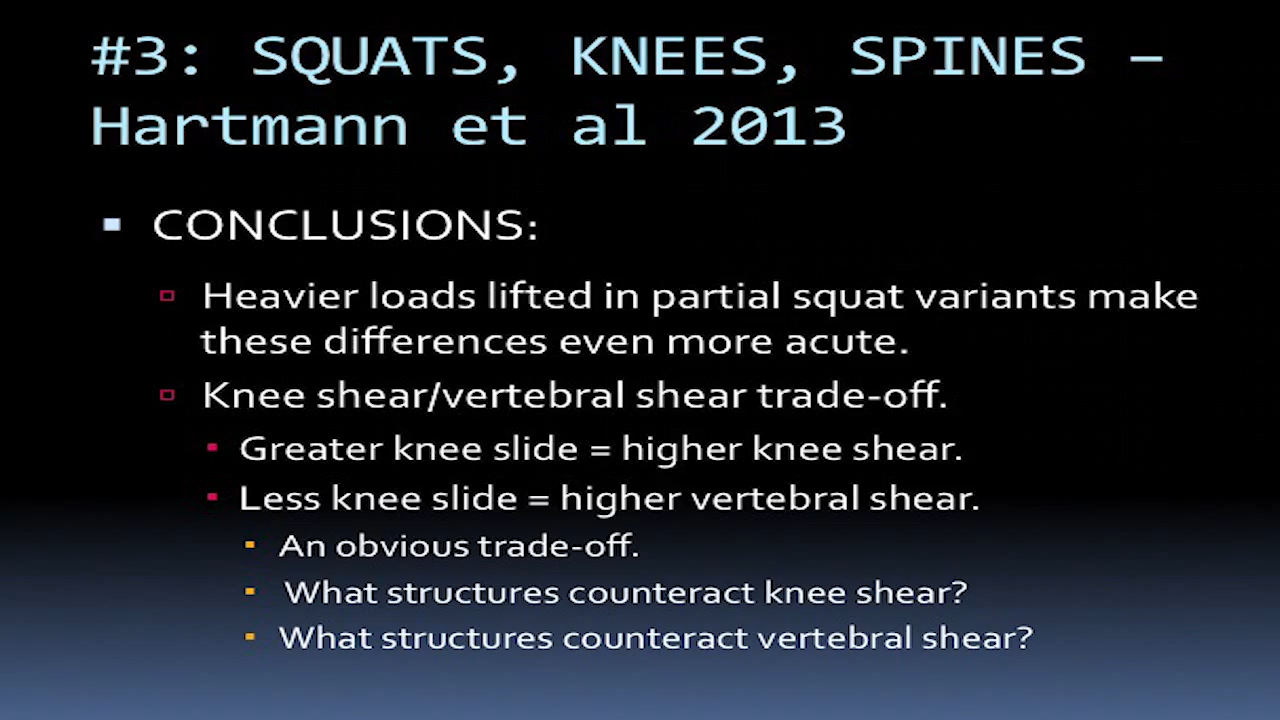 #3: SQUATS, KNEES, SPINES –
Hartmann et al 2013
CONCLUSIONS:
Heavier loads lifted in partial squat variants make
these differences even more acute.
Knee shear/vertebral shear trade-off.
Greater knee slide = higher knee shear.
Less knee slide = higher vertebral shear.
An obvious trade-off.
What structures counteract knee shear?
What structures counteract vertebral shear?